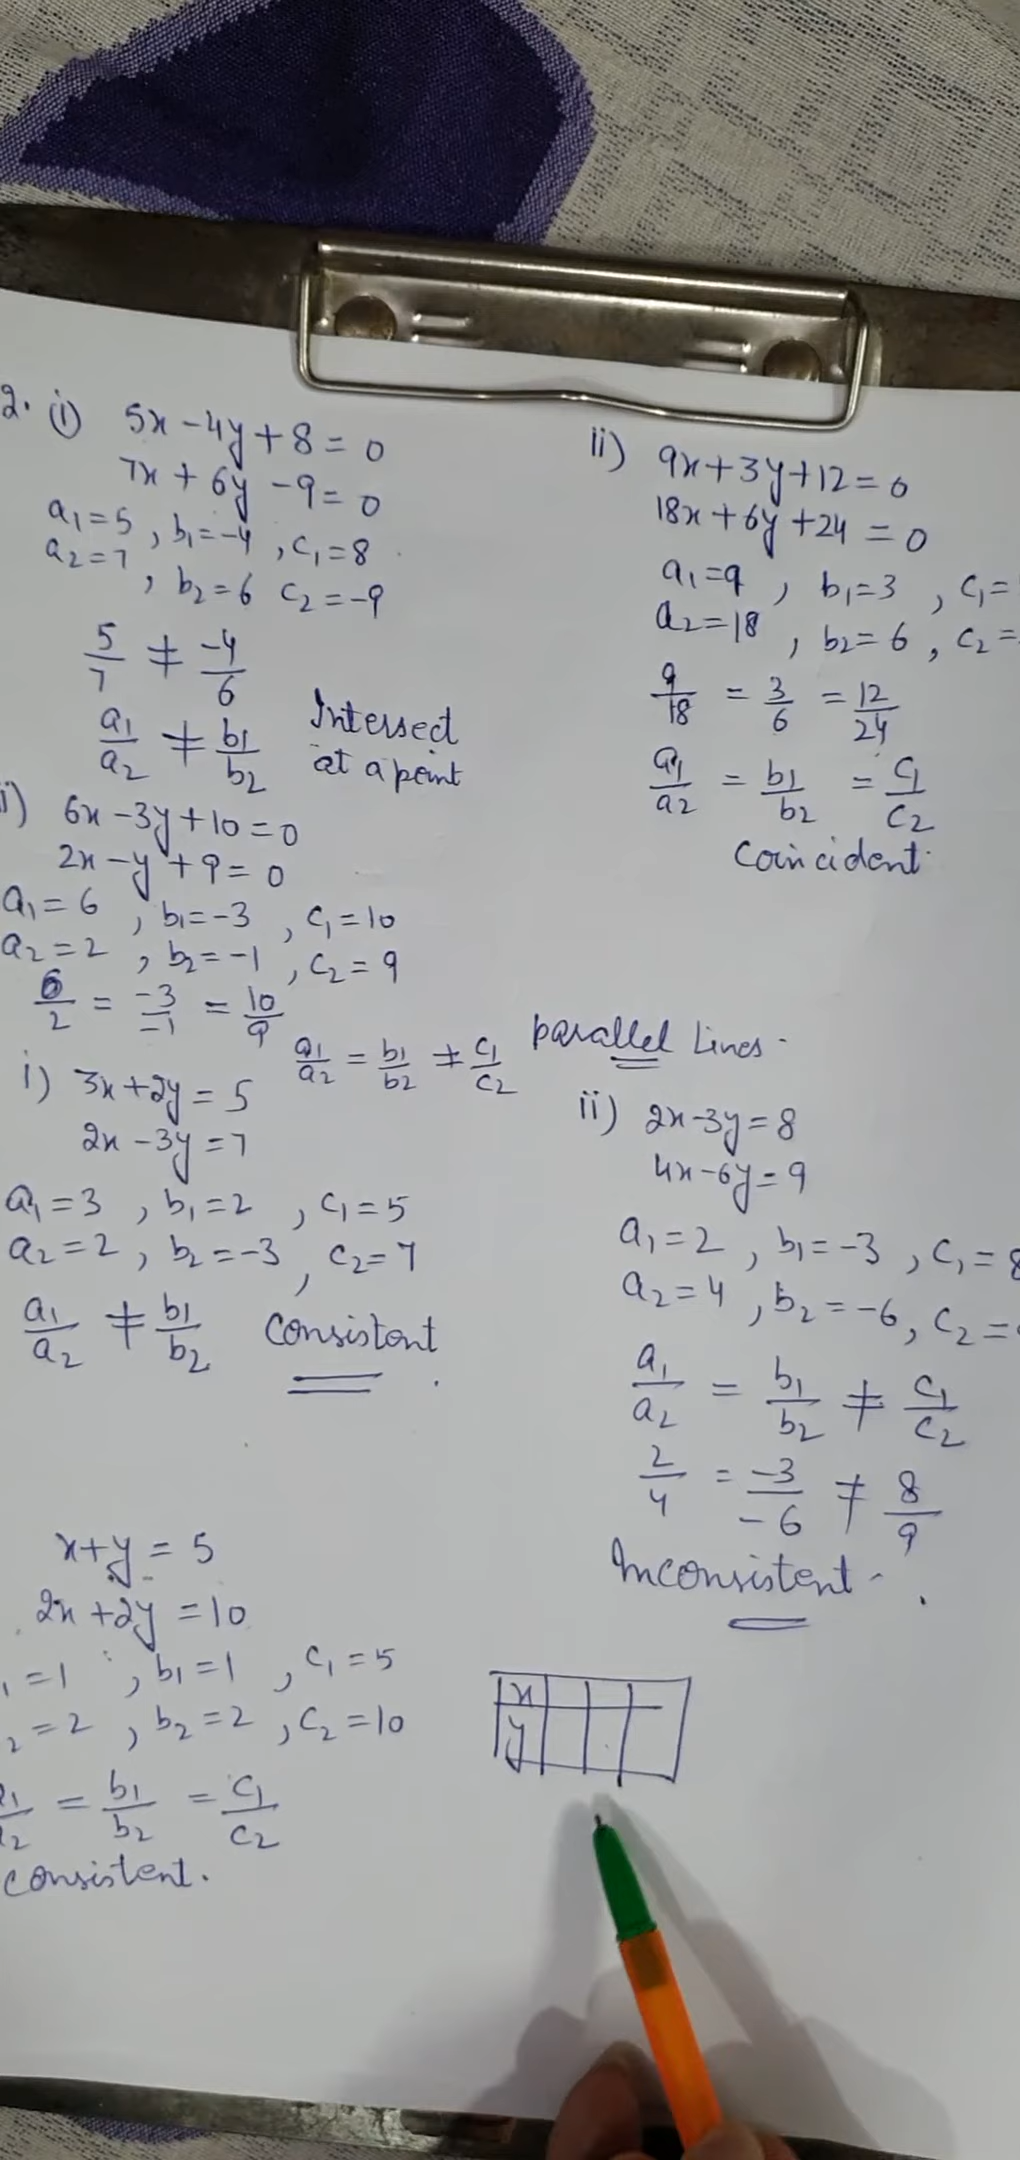 2. (i) 5x - 4y + 8 = 0
7x + 6y - 9 = 0
a1 = 5, b1 = -4, c1 = 8
a2 = 7, b2 = 6 c2 = -9
5/7 ≠ -4/6
a1/a2 ≠ b1/b2 Intersect
at a point
ii) 9x + 3y + 12 = 0
18x + 6y + 24 = 0
a1 = 9, b1 = 3, c1 =
a2 = 18, b2 = 6, c2 =
9/18 = 3/6 = 12/24
a1/a2 = b1/b2 = c1/c2
Coincident.
i) 6x - 3y + 10 = 0
2x - y + 9 = 0
a1 = 6, b1 = -3, c1 = 10
a2 = 2, b2 = -1, c2 = 9
6/2 = -3/-1 = 10/9
a1/a2 = b1/b2 ≠ c1/c2 parallel Lines.
i) 3x + 2y = 5
2x - 3y = 7
a1 = 3, b1 = 2, c1 = 5
a2 = 2, b2 = -3, c2 = 7
a1/a2 ≠ b1/b2 Consistent
ii) 2x - 3y = 8
4x - 6y = 9
a1 = 2, b1 = -3, c1 = 8
a2 = 4, b2 = -6, c2 =
a1/a2 = b1/b2 ≠ c1/c2
2/4 = -3/-6 ≠ 8/9
Inconsistent.
x + y = 5
2x + 2y = 10
1 = 1, b1 = 1, c1 = 5
2 = 2, b2 = 2, c2 = 10
a1/a2 = b1/b2 = c1/c2
Consistent.
x
y